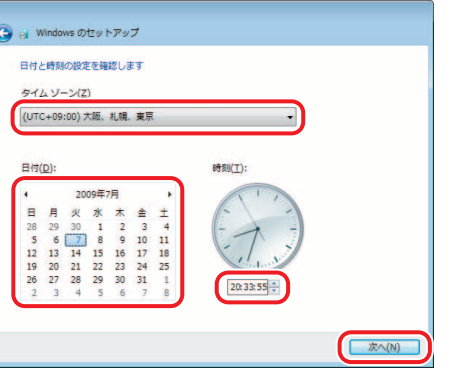 Windows のセットアップ
日付と時刻の設定を確認します
タイム ゾーン(Z)
(UTC+09:00) 大阪、札幌、東京
日付(D):
時刻(T):
2009年7月
日 月 火 水 木 金 土
28 29 30 1 2 3 4
5 6 7 8 9 10 11
12 13 14 15 16 17 18
19 20 21 22 23 24 25
26 27 28 29 30 31 1
2 3 4 5 6 7 8
20:33:55
次へ(N)